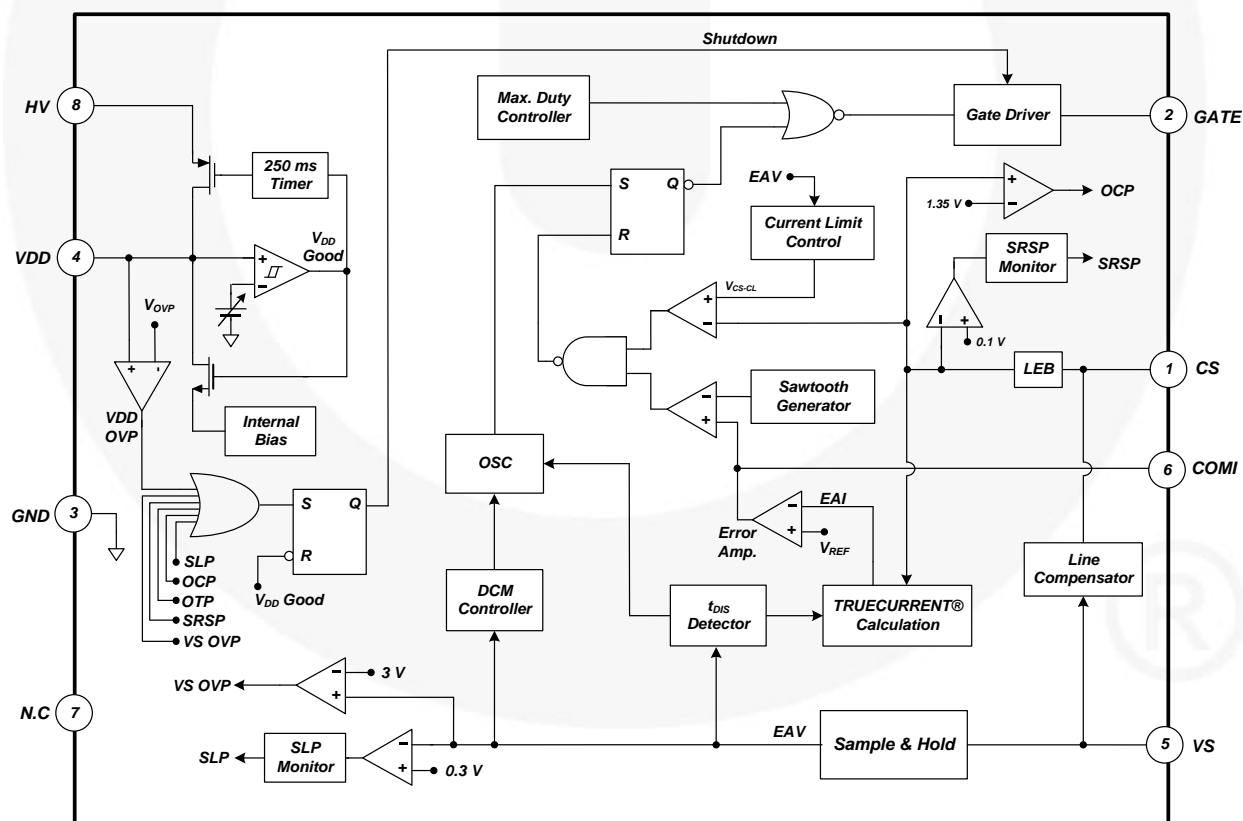 Shutdown
8
HV
Max. Duty
Controller
Gate Driver
2
GATE
250 ms
Timer
S
Q
R
EAV
Current Limit
Control
+
-
1.35 V
OCP
VDD
4
VDD
Good
+
-
SRSP
Monitor
SRSP
VCS-CL
+
-
VOVP
+
-
-
+
0.1 V
LEB
1
CS
VDD
OVP
Internal
Bias
-
+
Sawtooth
Generator
OSC
6
COMI
GND
3
S
Q
R
EAI
-
+
Error
Amp.
VREF
SLP
OCP
OTP
SRSP
VS OVP
VDD Good
DCM
Controller
tDIS
Detector
TRUECURRENT®
Calculation
Line
Compensator
®
VS OVP
-
+
3 V
N.C
7
SLP
SLP
Monitor
-
+
0.3 V
EAV
Sample & Hold
5
VS